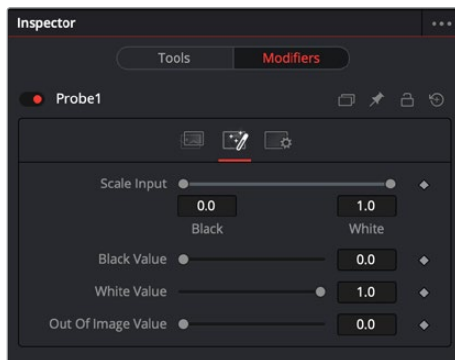 Inspector
Tools Modifiers
Probe1
Scale Input
0.0 1.0
Black White
Black Value 0.0
White Value 1.0
Out Of Image Value 0.0